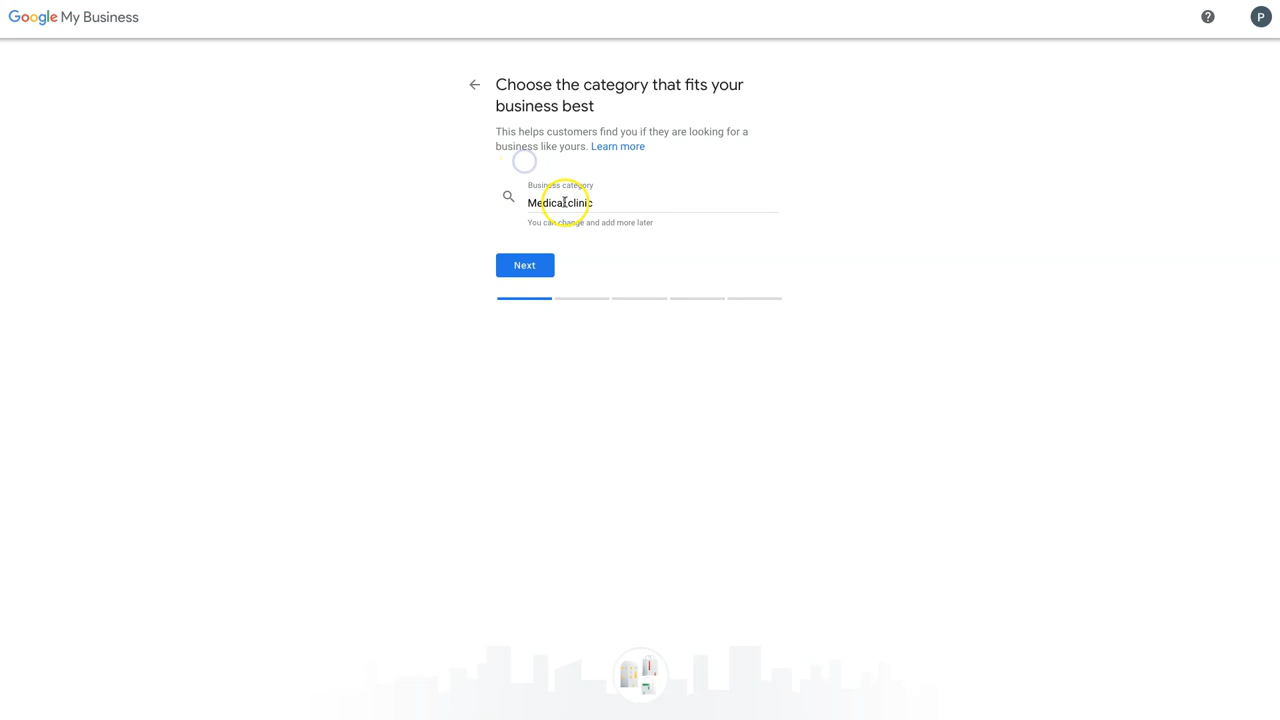 Google My Business
P
Choose the category that fits your
business best
This helps customers find you if they are looking for a
business like yours. Learn more
Business category
Medical clinic
You can change and add more later
Next